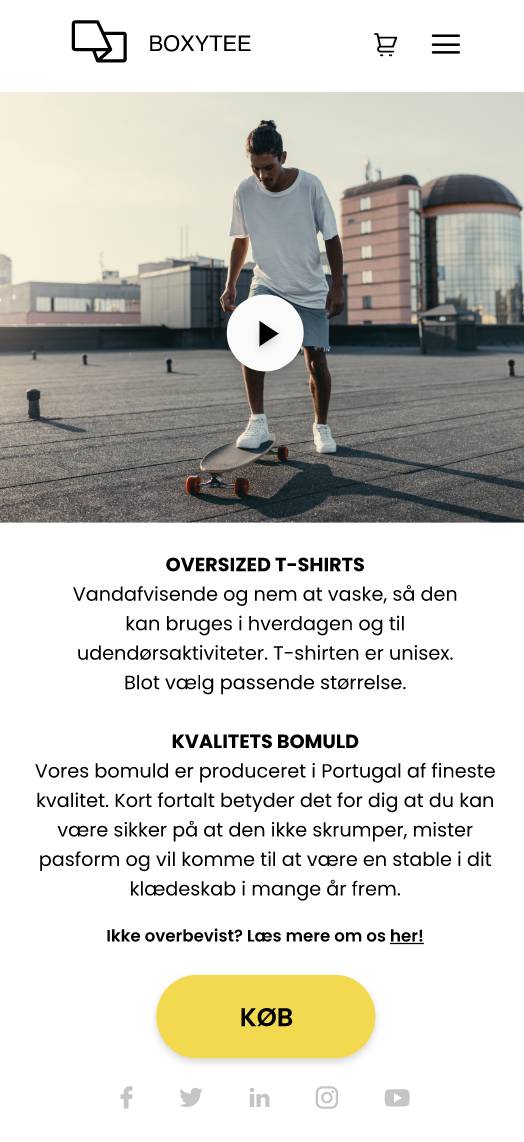 BOXYTEE
OVERSIZED T-SHIRTS
Vandafvisende og nem at vaske, så den
kan bruges i hverdagen og til
udendørsaktiviteter. T-shirten er unisex.
Blot vælg passende størrelse.
KVALITETS BOMULD
Vores bomuld er produceret i Portugal af fineste
kvalitet. Kort fortalt betyder det for dig at du kan
være sikker på at den ikke skrumper, mister
pasform og vil komme til at være en stable i dit
klædeskab i mange år frem.
Ikke overbevist? Læs mere om os her!
KØB